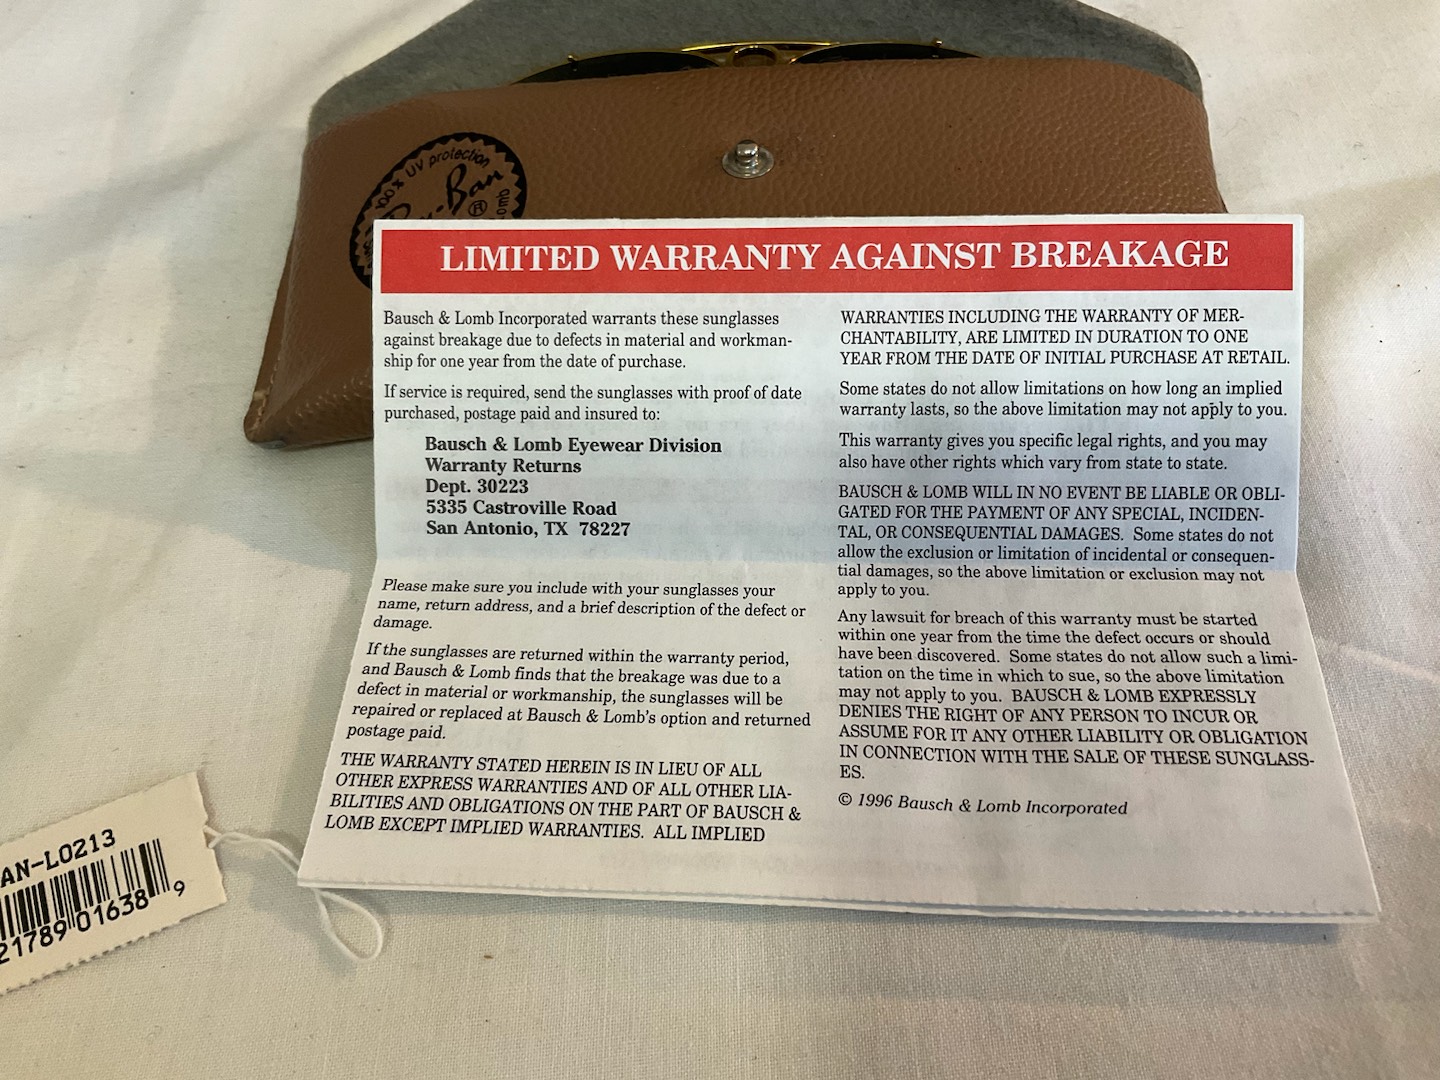 100% UV protection
Ray-Ban
®
LIMITED WARRANTY AGAINST BREAKAGE
Bausch & Lomb Incorporated warrants these sunglasses
against breakage due to defects in material and workman-
ship for one year from the date of purchase.
If service is required, send the sunglasses with proof of date
purchased, postage paid and insured to:
Bausch & Lomb Eyewear Division
Warranty Returns
Dept. 30223
5335 Castroville Road
San Antonio, TX 78227
Please make sure you include with your sunglasses your
name, return address, and a brief description of the defect or
damage.
If the sunglasses are returned within the warranty period,
and Bausch & Lomb finds that the breakage was due to a
defect in material or workmanship, the sunglasses will be
repaired or replaced at Bausch & Lomb's option and returned
postage paid.
THE WARRANTY STATED HEREIN IS IN LIEU OF ALL
OTHER EXPRESS WARRANTIES AND OF ALL OTHER LIA-
BILITIES AND OBLIGATIONS ON THE PART OF BAUSCH &
LOMB EXCEPT IMPLIED WARRANTIES. ALL IMPLIED
WARRANTIES INCLUDING THE WARRANTY OF MER-
CHANTABILITY, ARE LIMITED IN DURATION TO ONE
YEAR FROM THE DATE OF INITIAL PURCHASE AT RETAIL.
Some states do not allow limitations on how long an implied
warranty lasts, so the above limitation may not apply to you.
This warranty gives you specific legal rights, and you may
also have other rights which vary from state to state.
BAUSCH & LOMB WILL IN NO EVENT BE LIABLE OR OBLI-
GATED FOR THE PAYMENT OF ANY SPECIAL, INCIDEN-
TAL, OR CONSEQUENTIAL DAMAGES. Some states do not
allow the exclusion or limitation of incidental or consequen-
tial damages, so the above limitation or exclusion may not
apply to you.
Any lawsuit for breach of this warranty must be started
within one year from the time the defect occurs or should
have been discovered. Some states do not allow such a limi-
tation on the time in which to sue, so the above limitation
may not apply to you. BAUSCH & LOMB EXPRESSLY
DENIES THE RIGHT OF ANY PERSON TO INCUR OR
ASSUME FOR IT ANY OTHER LIABILITY OR OBLIGATION
IN CONNECTION WITH THE SALE OF THESE SUNGLASS-
ES.
© 1996 Bausch & Lomb Incorporated
AN-L0213
21789 01638 9